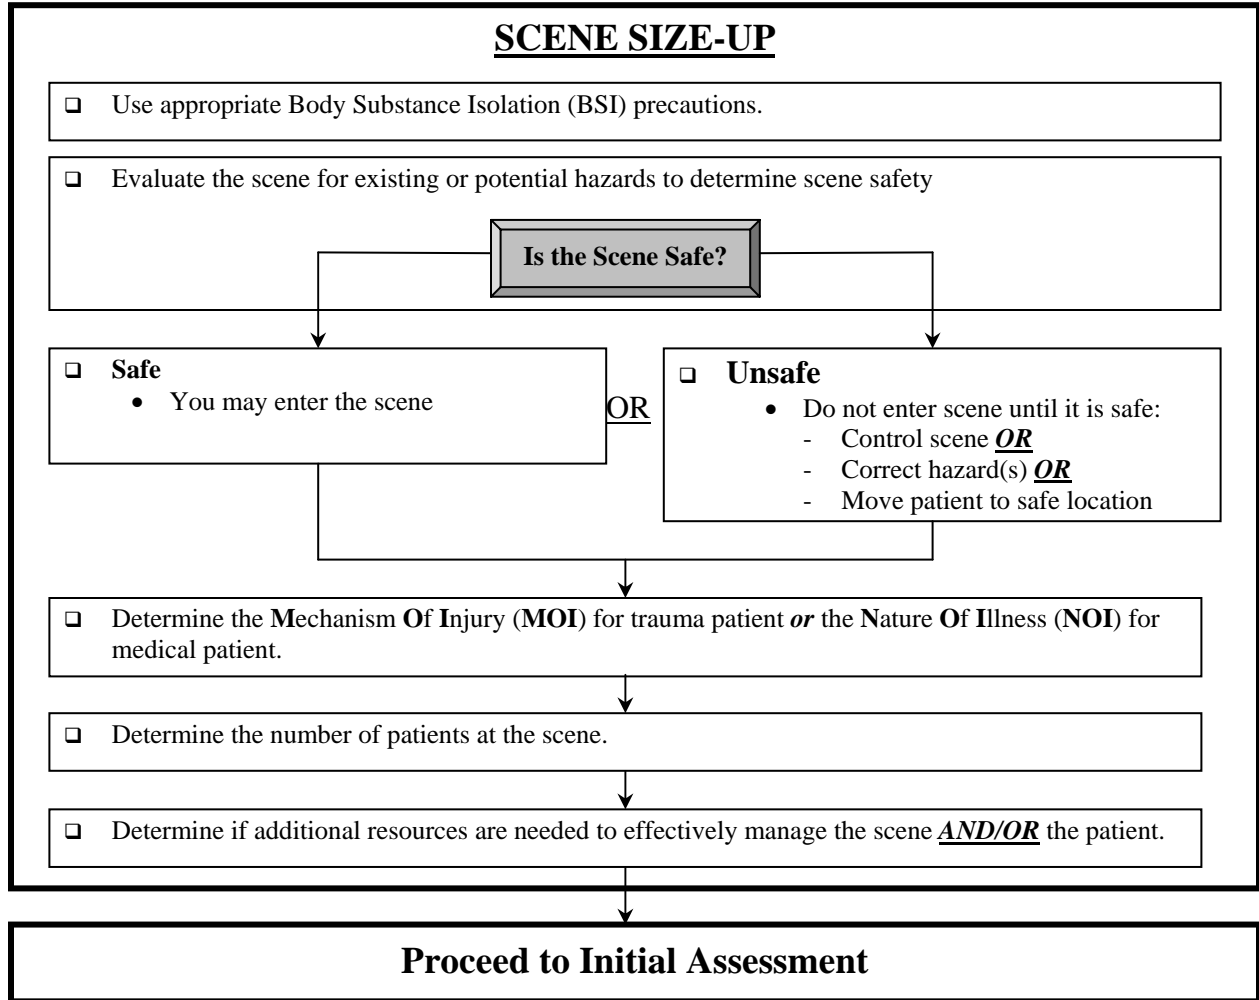 SCENE SIZE-UP
❑ Use appropriate Body Substance Isolation (BSI) precautions.
❑ Evaluate the scene for existing or potential hazards to determine scene safety
Is the Scene Safe?
❑ Safe
• You may enter the scene
OR
❑ Unsafe
• Do not enter scene until it is safe:
- Control scene OR
- Correct hazard(s) OR
- Move patient to safe location
❑ Determine the Mechanism Of Injury (MOI) for trauma patient or the Nature Of Illness (NOI) for
medical patient.
❑ Determine the number of patients at the scene.
❑ Determine if additional resources are needed to effectively manage the scene AND/OR the patient.
Proceed to Initial Assessment